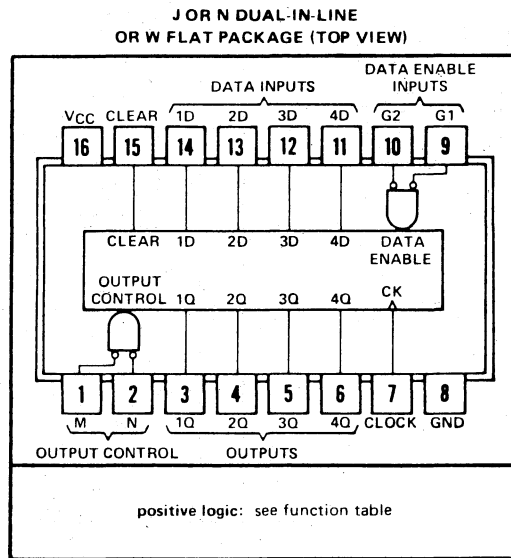 J OR N DUAL-IN-LINE
OR W FLAT PACKAGE (TOP VIEW)
DATA INPUTS
DATA ENABLE
INPUTS
VCC CLEAR 1D 2D 3D 4D G2 G1
16 15 14 13 12 11 10 9
CLEAR 1D 2D 3D 4D DATA
ENABLE
OUTPUT
CONTROL 1Q 2Q 3Q 4Q CK
1 2 3 4 5 6 7 8
M N 1Q 2Q 3Q 4Q CLOCK GND
OUTPUT CONTROL OUTPUTS
positive logic: see function table